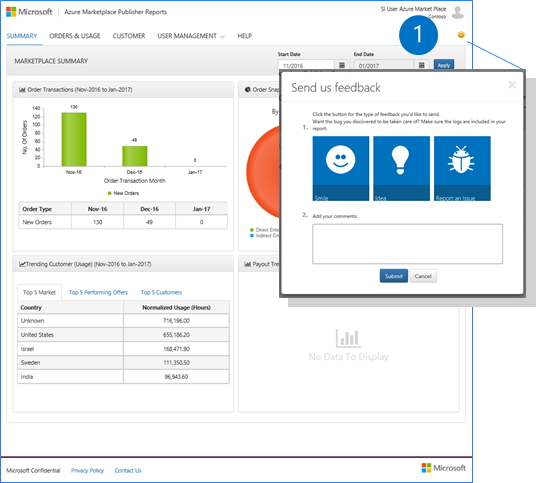 Microsoft Azure Marketplace Publisher Reports
SI User Azure Market Place
Contoso
1
SUMMARY ORDERS & USAGE CUSTOMER USER MANAGEMENT HELP
MARKETPLACE SUMMARY
Start Date End Date
11/2016 01/2017 Apply
Order Transactions (Nov-2016 to Jan-2017)
Order Snap
By
No. Of Orders
140
120
100
80
60
40
20
0
130
49
0
Nov-16 Dec-16 Jan-17
Order Transaction Month
New Orders
Order Type Nov-16 Dec-16 Jan-17
New Orders 130 49 0
Direct Ente
Indirect Ent
Send us feedback
Click the button for the type of feedback you'd like to send.
Want the bug you discovered to be taken care of? Make sure the logs are included in your
1. report.
Smile Idea Report an Issue
2. Add your comments:
Submit Cancel
Trending Customer (Usage) (Nov-2016 to Jan-2017)
Payout Tren
Top 5 Market Top 5 Performing Offers Top 5 Customers
Country Normalized Usage (Hours)
Unknown 716,196.00
United States 655,186.20
Israel 168,471.90
Sweden 111,350.50
India 96,943.60
No Data To Display
Microsoft Confidential Privacy Policy Contact Us
Microsoft